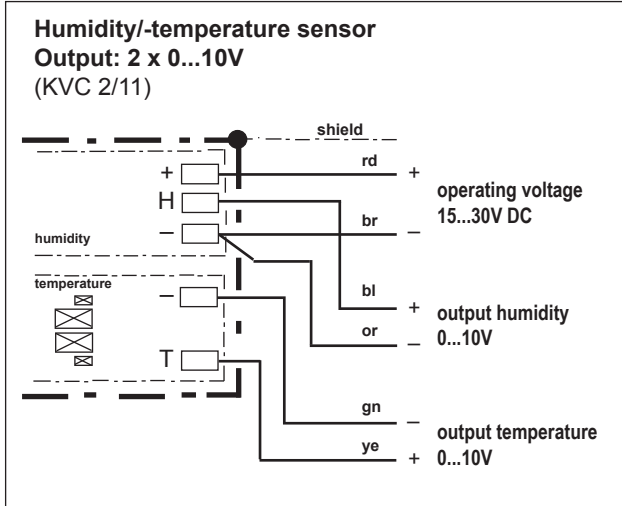 Humidity/-temperature sensor
Output: 2 x 0...10V
(KVC 2/11)
shield
rd
+
+
operating voltage
H
15...30V DC
br
–
–
humidity
temperature
bl
–
+
output humidity
or
–
0...10V
T
gn
–
output temperature
ye
+
0...10V